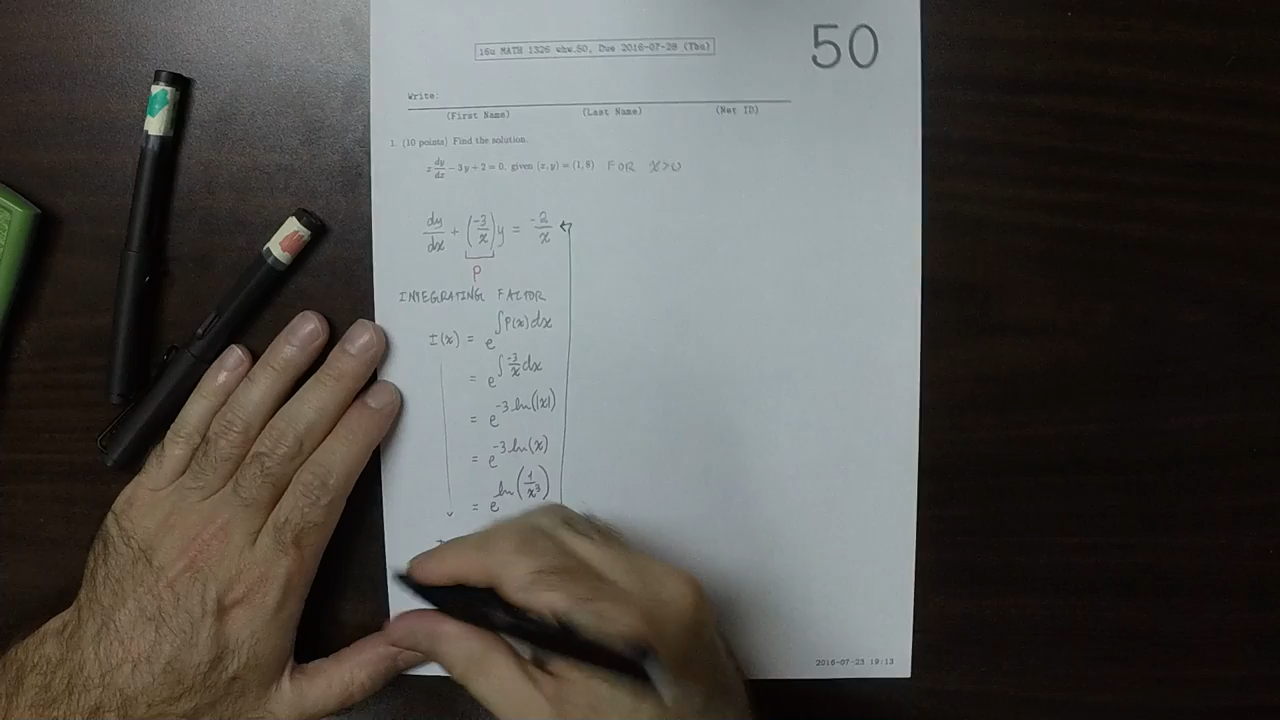 50
16u MATH 1326 whw.50, Due 2016-07-28 (Thu)
Write:
(First Name) (Last Name) (Net ID)
1. (10 points) Find the solution.
x dy/dx − 3y + 2 = 0, given (x, y) = (1, 8) FOR x>0
dy/dx + (-3/x)y = -2/x
P
INTEGRATING FACTOR
I(x) = e^∫P(x)dx
= e^∫-3/x dx
= e^-3 ln(|x|)
= e^-3 ln(x)
= e^ln(1/x³)
2016-07-23 19:13